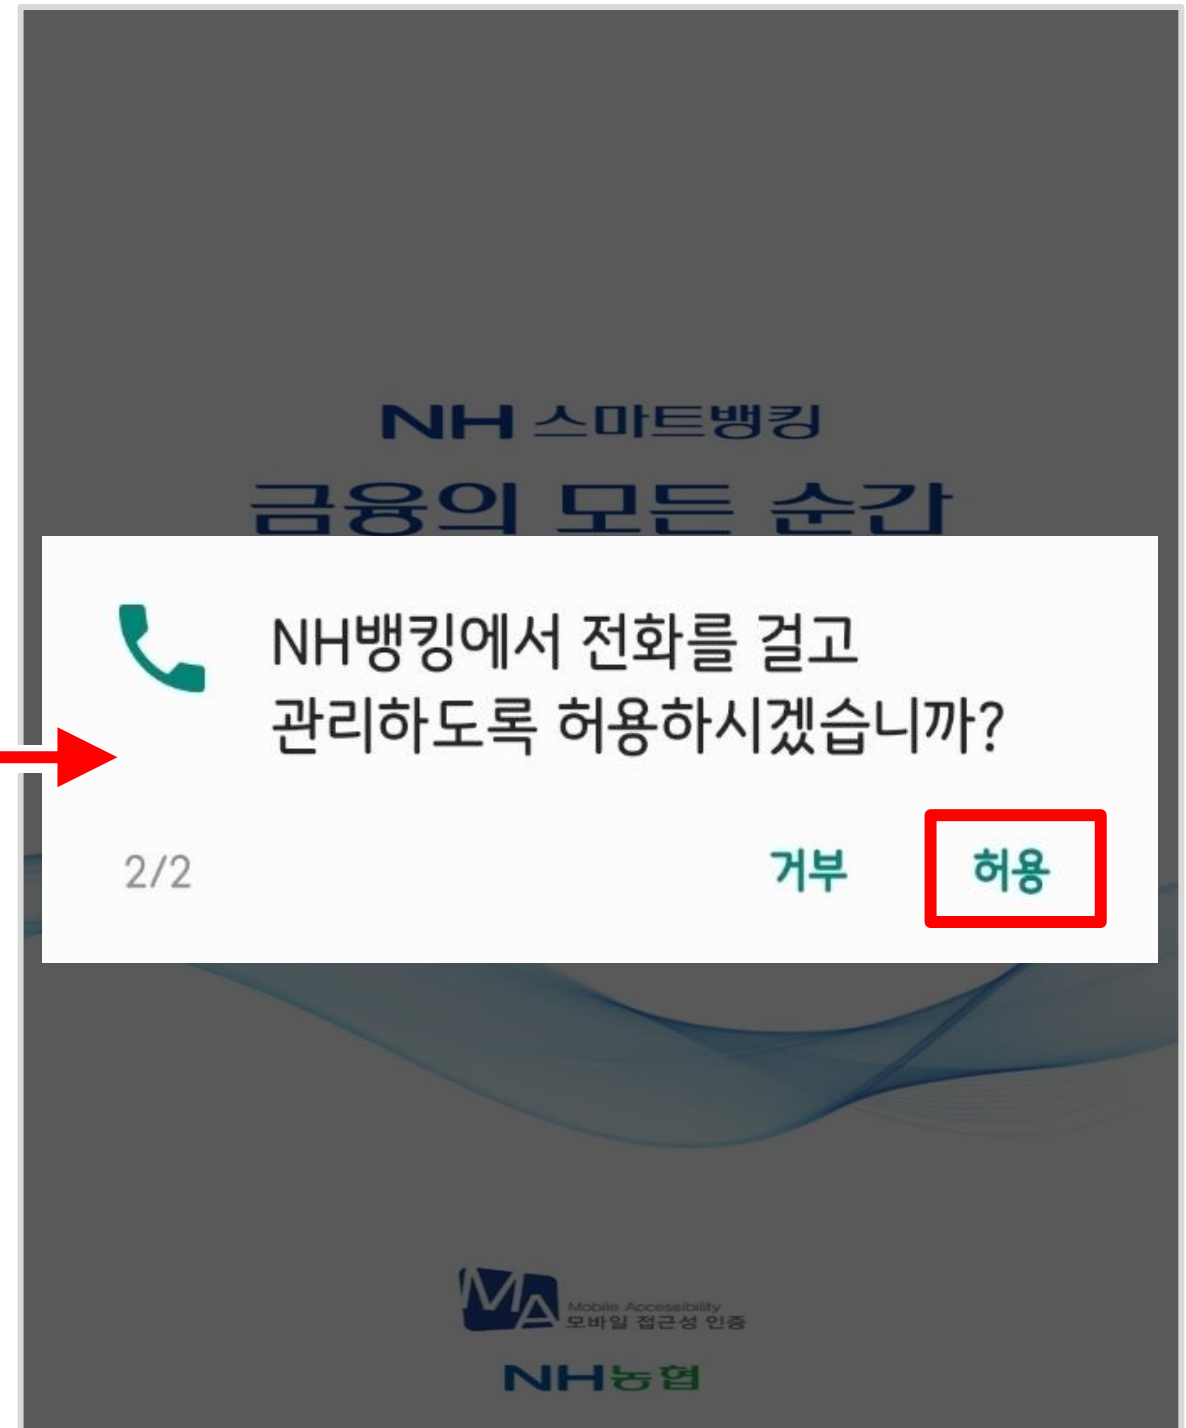 NH 스마트뱅킹
금융의 모든 순간
NH뱅킹에서 전화를 걸고
관리하도록 허용하시겠습니까?
2/2
거부
허용
MA
Mobile Accessibility
모바일 접근성 인증
NH농협